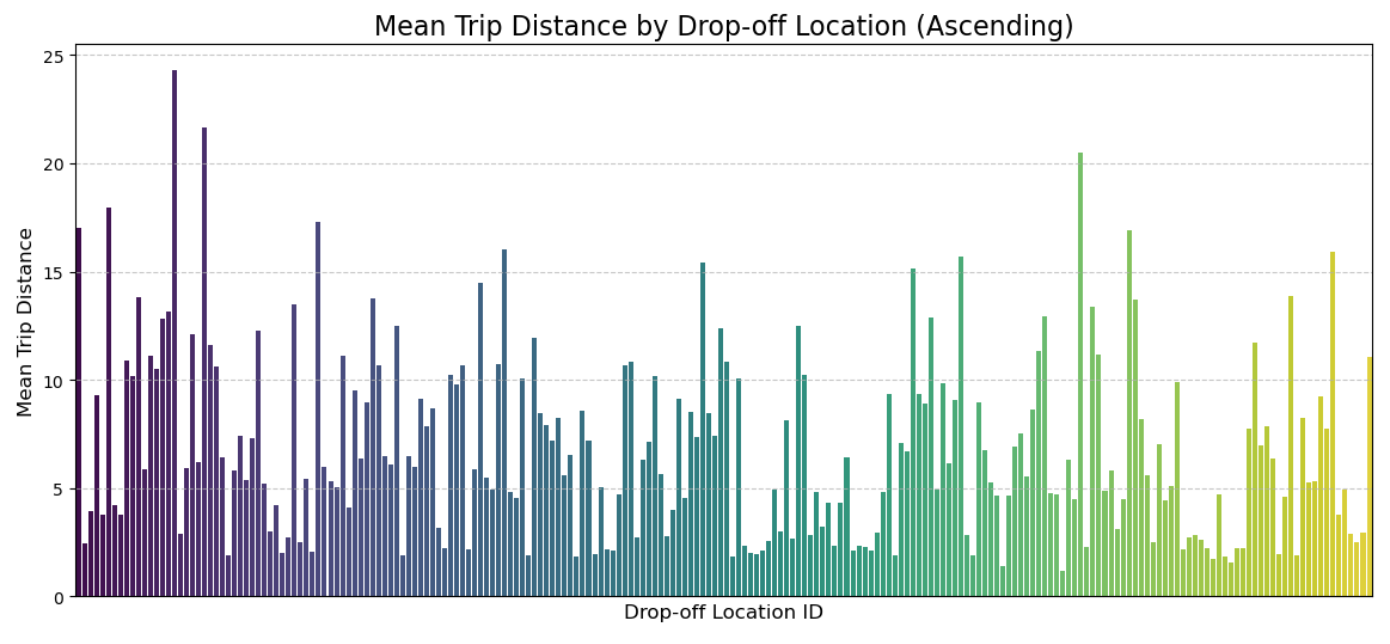 Mean Trip Distance by Drop-off Location (Ascending)
25
20
15
10
5
0
Mean Trip Distance
Drop-off Location ID